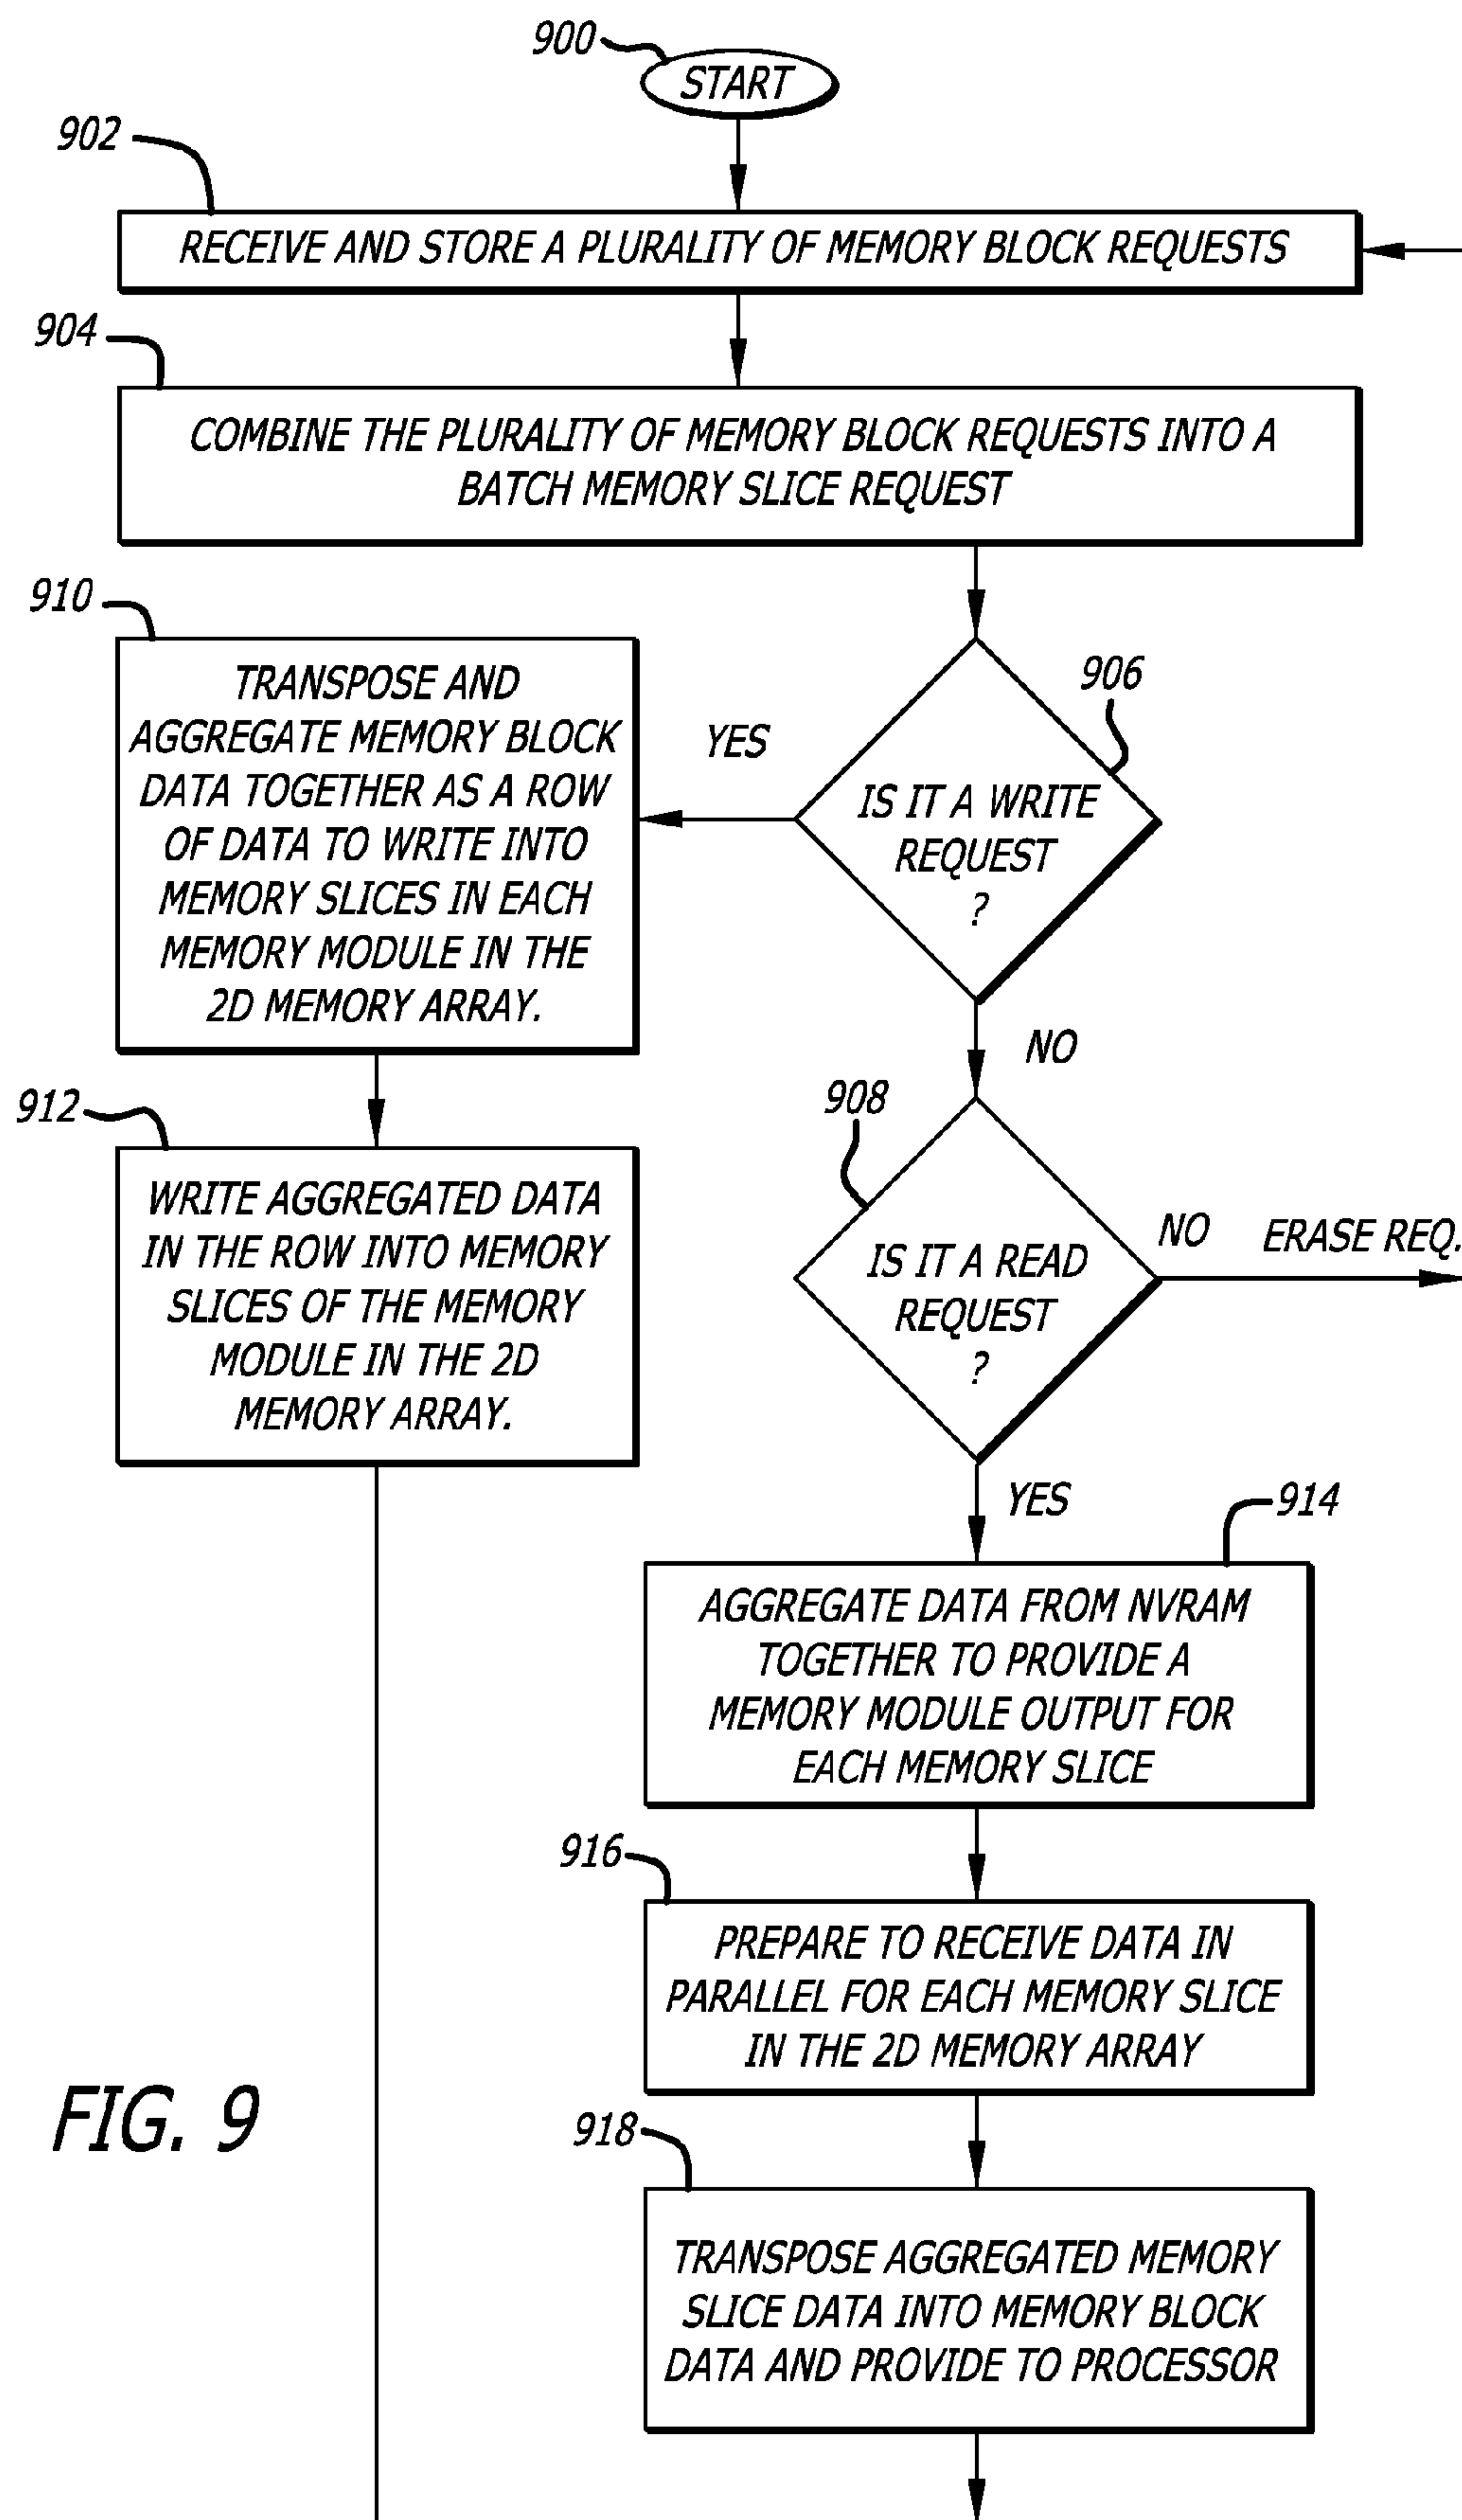 900
START
902
RECEIVE AND STORE A PLURALITY OF MEMORY BLOCK REQUESTS
904
COMBINE THE PLURALITY OF MEMORY BLOCK REQUESTS INTO A
BATCH MEMORY SLICE REQUEST
910
TRANSPOSE AND
AGGREGATE MEMORY BLOCK
DATA TOGETHER AS A ROW
OF DATA TO WRITE INTO
MEMORY SLICES IN EACH
MEMORY MODULE IN THE
2D MEMORY ARRAY.
YES
906
IS IT A WRITE
REQUEST
?
NO
912
WRITE AGGREGATED DATA
IN THE ROW INTO MEMORY
SLICES OF THE MEMORY
MODULE IN THE 2D
MEMORY ARRAY.
908
IS IT A READ
REQUEST
?
NO
ERASE REQ.
YES
914
AGGREGATE DATA FROM NVRAM
TOGETHER TO PROVIDE A
MEMORY MODULE OUTPUT FOR
EACH MEMORY SLICE
916
PREPARE TO RECEIVE DATA IN
PARALLEL FOR EACH MEMORY SLICE
IN THE 2D MEMORY ARRAY
FIG. 9
918
TRANSPOSE AGGREGATED MEMORY
SLICE DATA INTO MEMORY BLOCK
DATA AND PROVIDE TO PROCESSOR